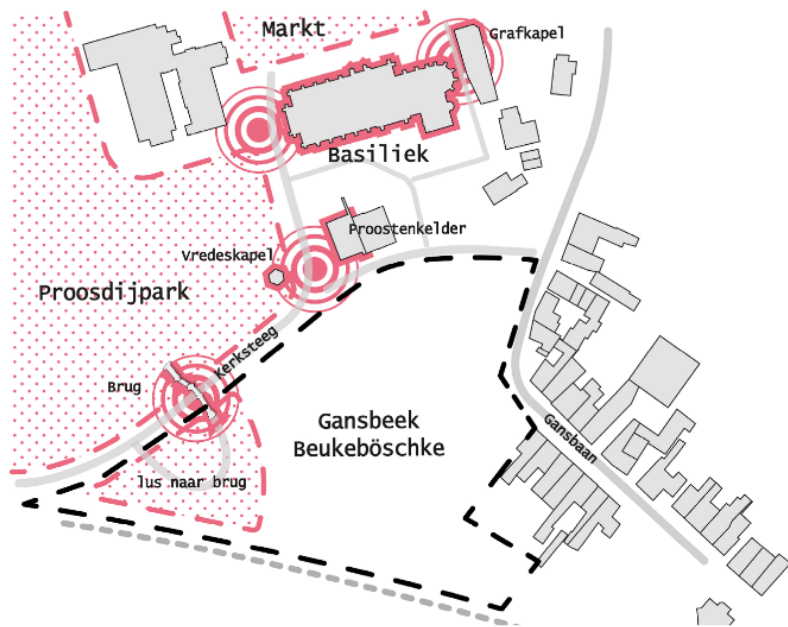 Markt
Grafkapel
Basiliek
Proostenkelder
Vredeskapel
Proosdijpark
Kerksteeg
Brug
Gansbeek
Beukeböschke
Gansbaan
lus naar brug